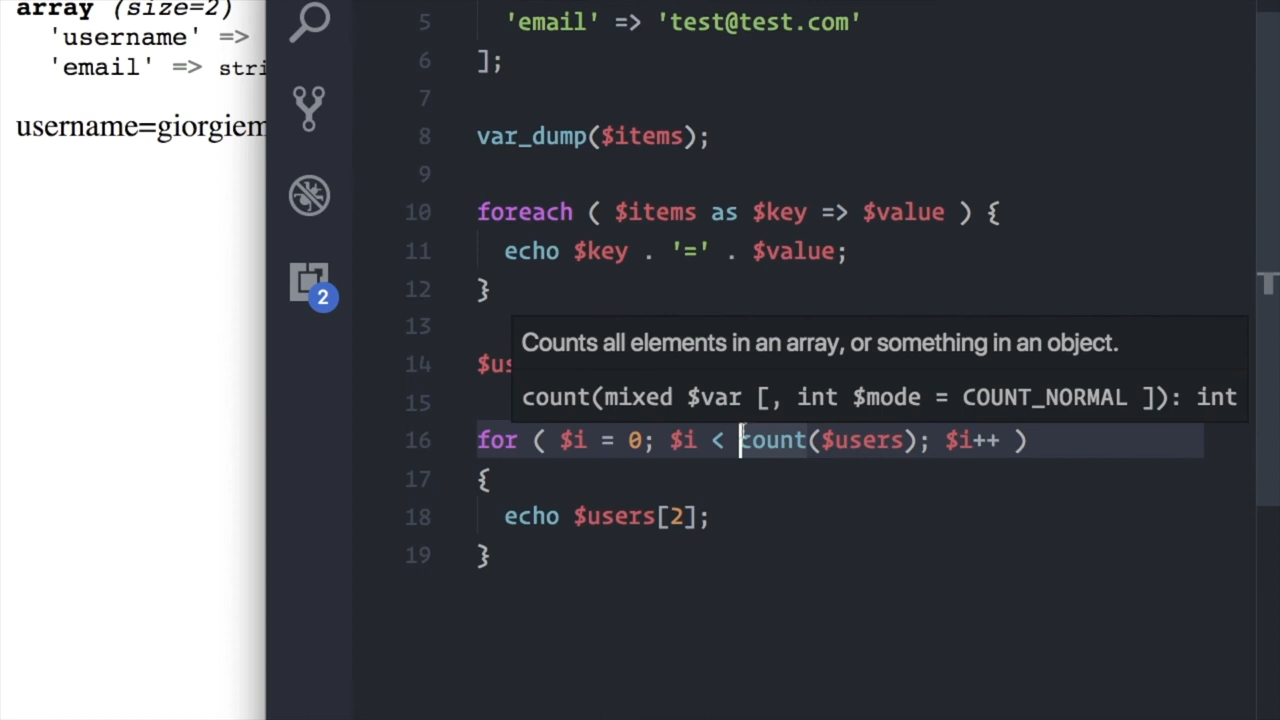 array (size=2)
'username' =>
'email' => stri
username=giorgiem
2
5 'email' => 'test@test.com'
6 ];
7
8 var_dump($items);
9
10 foreach ( $items as $key => $value ) {
11 echo $key . '=' . $value;
12 }
13
Counts all elements in an array, or something in an object.
14 $us
count(mixed $var [, int $mode = COUNT_NORMAL ]): int
15
16 for ( $i = 0; $i < count($users); $i++ )
17 {
18 echo $users[2];
19 }